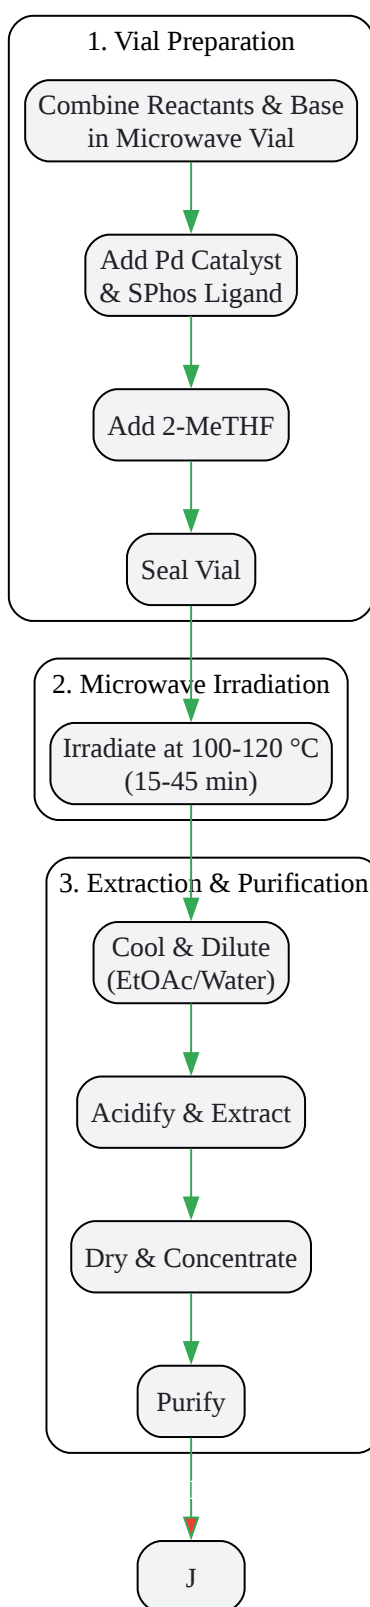 1. Vial Preparation
Combine Reactants & Base
in Microwave Vial
Add Pd Catalyst
& SPhos Ligand
Add 2-MeTHF
Seal Vial
2. Microwave Irradiation
Irradiate at 100-120 °C
(15-45 min)
3. Extraction & Purification
Cool & Dilute
(EtOAc/Water)
Acidify & Extract
Dry & Concentrate
Purify
J